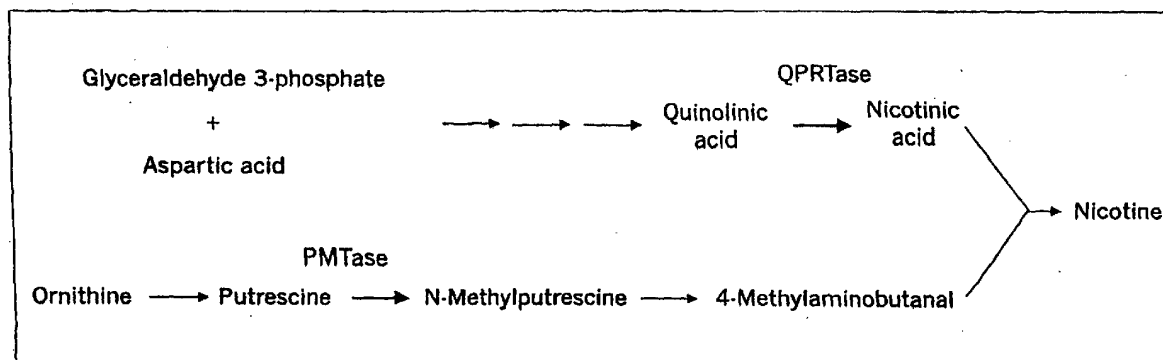 Glyceraldehyde 3-phosphate
+
Aspartic acid
QPRTase
Quinolinic acid
Nicotinic acid
Nicotine
PMTase
Ornithine Putrescine N-Methylputrescine 4-Methylaminobutanal